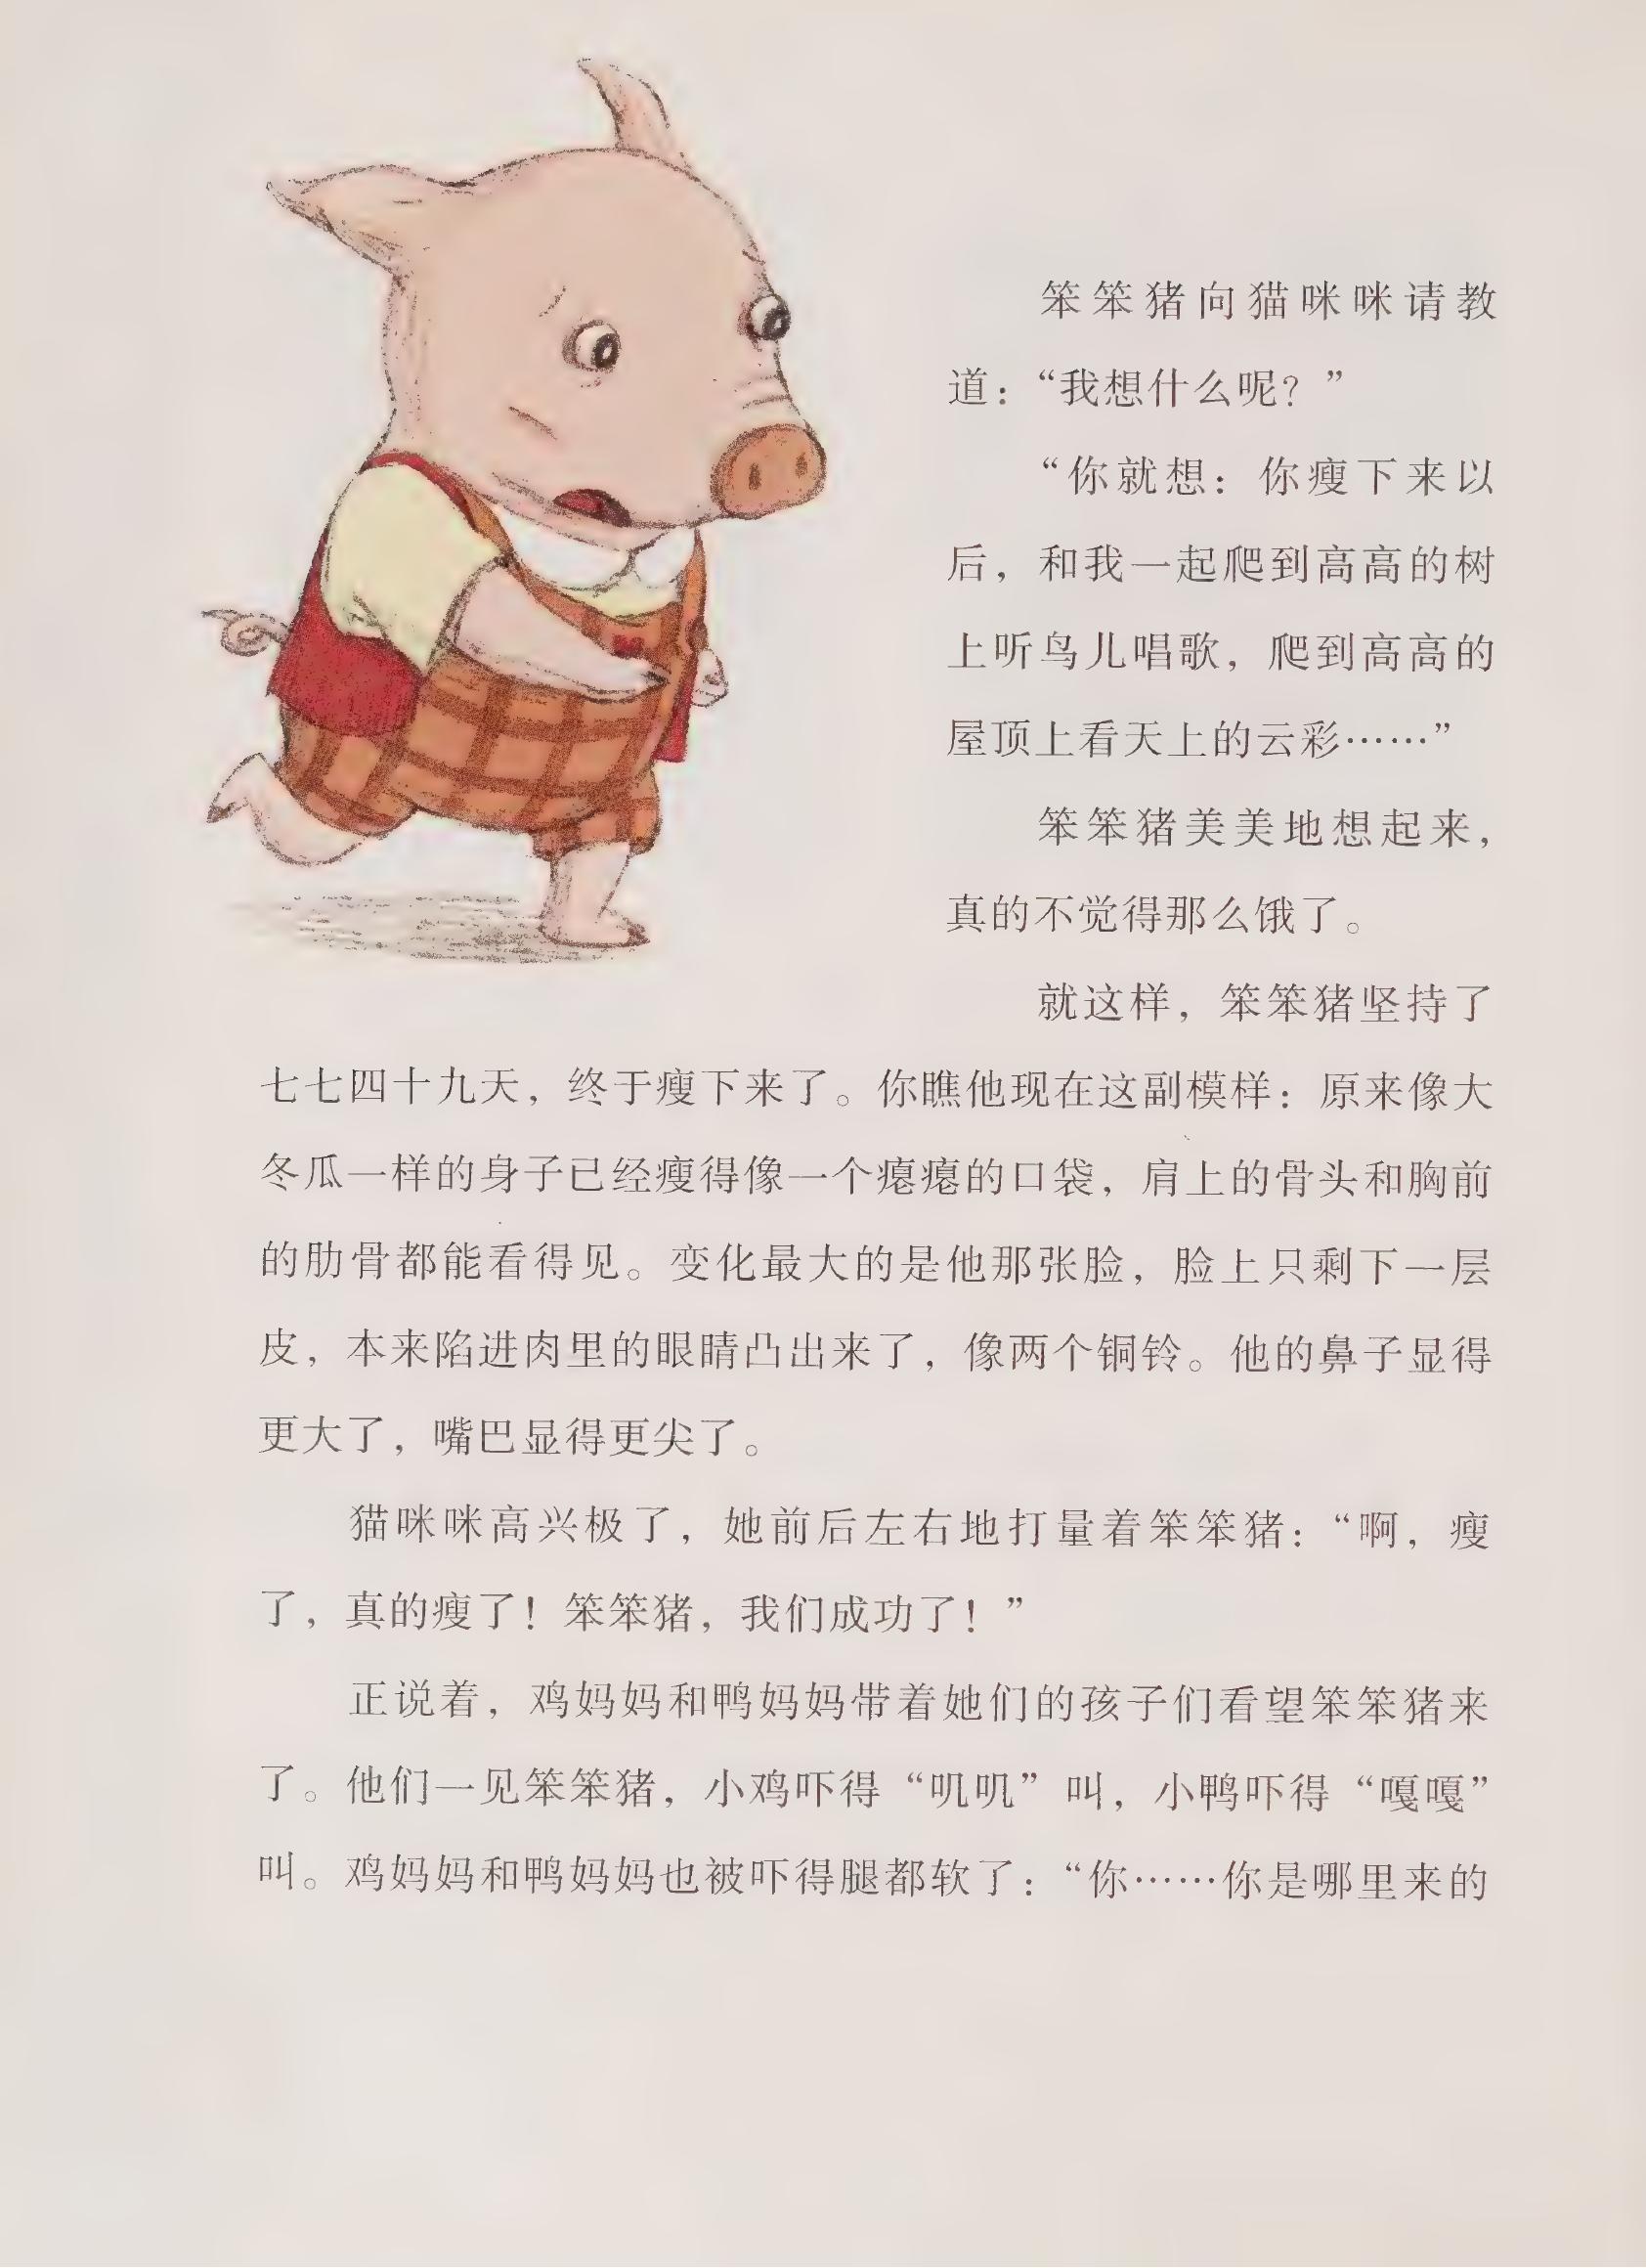 笨笨猪向猫咪咪请教
道：“我想什么呢？”
“你就想：你瘦下来以
后，和我一起爬到高高的树
上听鸟儿唱歌，爬到高高的
屋顶上看天上的云彩……”
笨笨猪美美地想起来，
真的不觉得那么饿了。
就这样，笨笨猪坚持了
七七四十九天，终于瘦下来了。你瞧他现在这副模样：原来像大
冬瓜一样的身子已经瘦得像一个瘪瘪的口袋，肩上的骨头和胸前
的肋骨都能看得见。变化最大的是他那张脸，脸上只剩下一层
皮，本来陷进肉里的眼睛凸出来了，像两个铜铃。他的鼻子显得
更大了，嘴巴显得更尖了。
猫咪咪高兴极了，她前后左右地打量着笨笨猪：“啊，瘦
了，真的瘦了！笨笨猪，我们成功了！”
正说着，鸡妈妈和鸭妈妈带着她们的孩子们看望笨笨猪来
了。他们一见笨笨猪，小鸡吓得“叽叽”叫，小鸭吓得“嘎嘎”
叫。鸡妈妈和鸭妈妈也被吓得腿都软了：“你……你是哪里来的